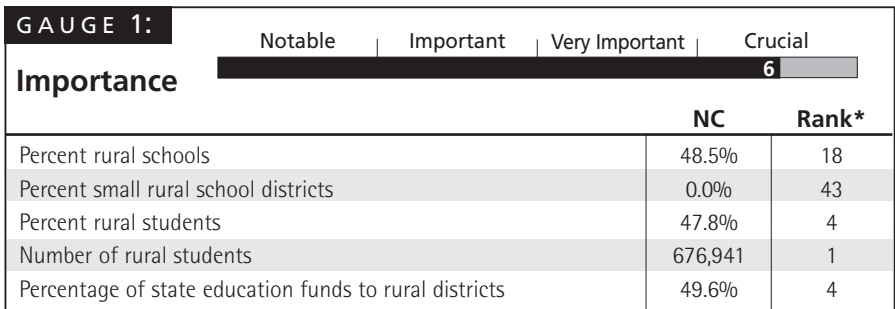 GAUGE 1:
Notable | Important | Very Important | Crucial
Importance
6
NC Rank*
Percent rural schools 48.5% 18
Percent small rural school districts 0.0% 43
Percent rural students 47.8% 4
Number of rural students 676,941 1
Percentage of state education funds to rural districts 49.6% 4